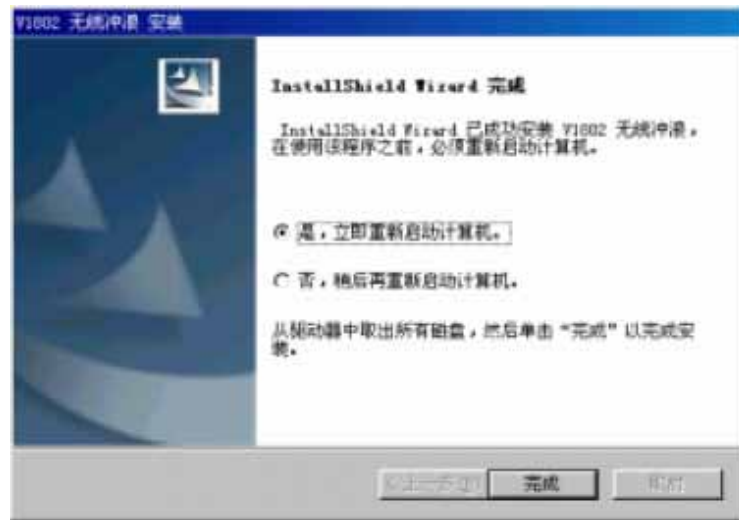 V1802 无线冲浪 安装
InstallShield Wizard 完成
InstallShield Wizard 已成功安装 V1802 无线冲浪。
在使用该程序之前，必须重新启动计算机。
是，立即重新启动计算机。
否，稍后再重新启动计算机。
从驱动器中取出所有磁盘，然后单击“完成”以完成安
装。
完成
取消